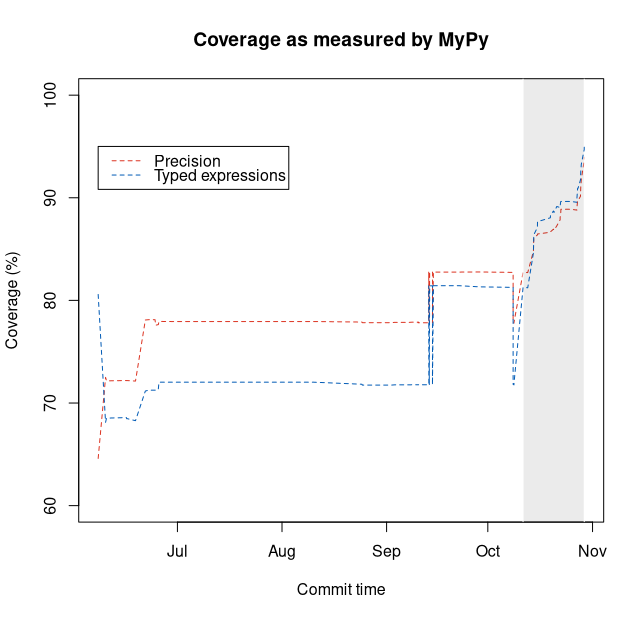 Coverage as measured by MyPy
100
90
80
70
60
Coverage (%)
Precision
Typed expressions
Jul Aug Sep Oct Nov
Commit time